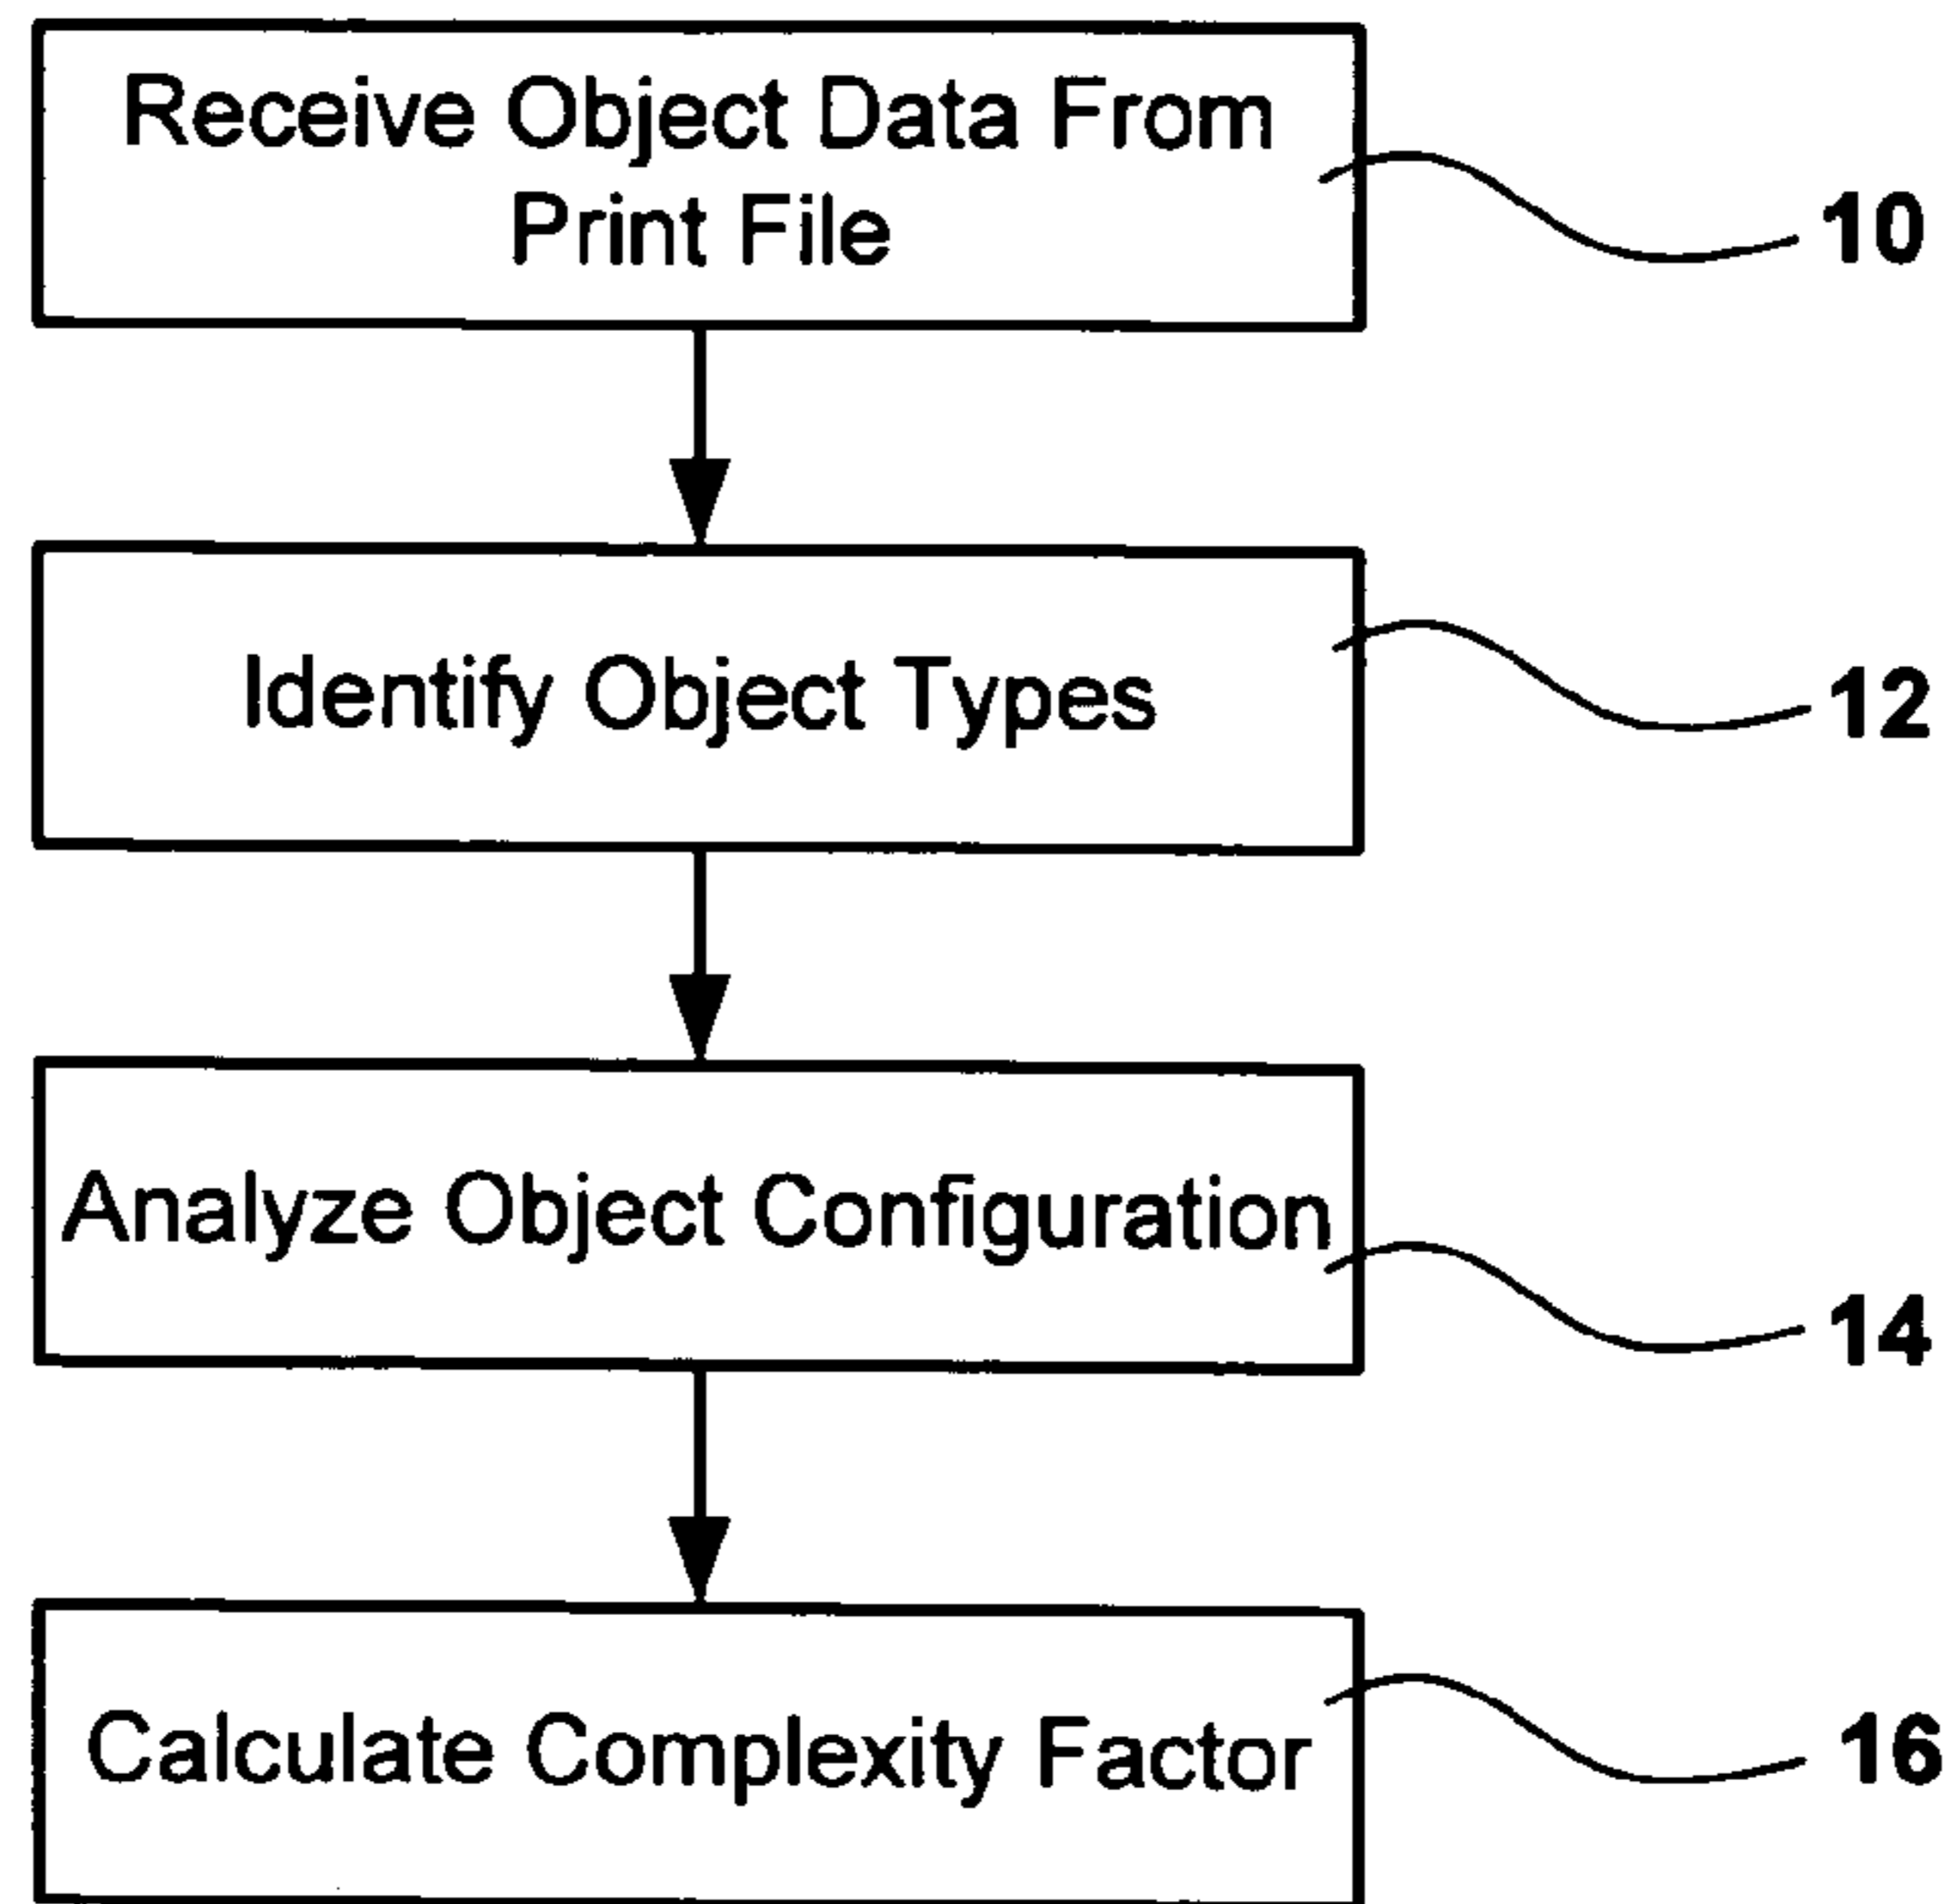 Receive Object Data From
Print File
10
Identify Object Types
12
Analyze Object Configuration
14
Calculate Complexity Factor
16